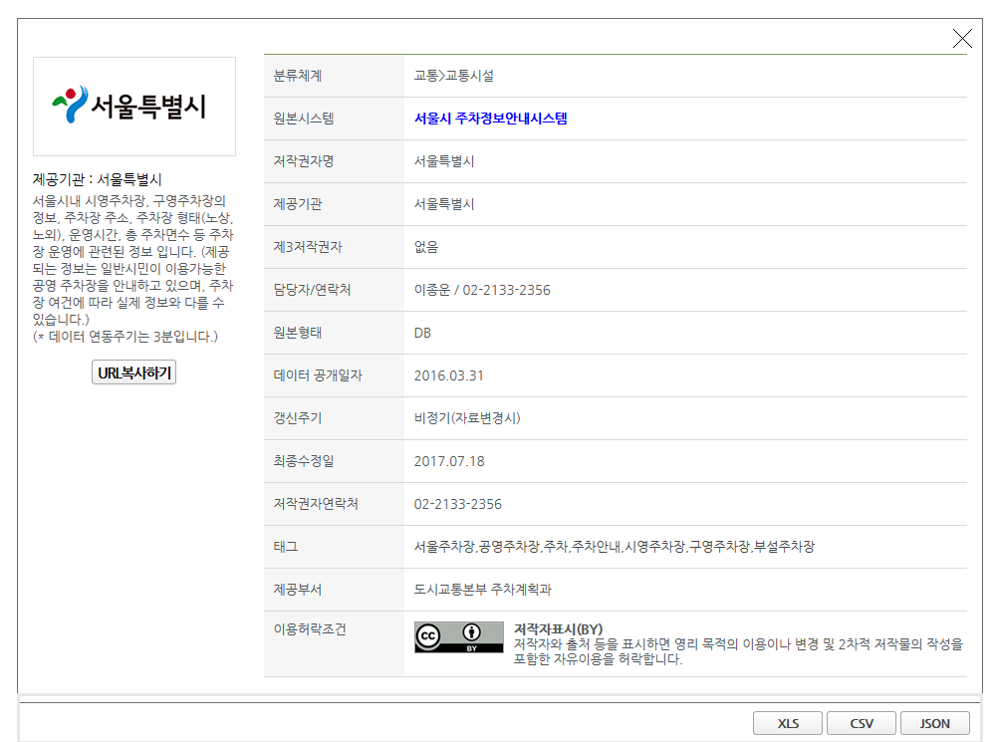 서울특별시
제공기관 : 서울특별시
서울시내 시영주차장, 구영주차장의
정보, 주차장 주소, 주차장 형태(노상,
노외), 운영시간, 총 주차면수 등 주차
장 운영에 관련된 정보 입니다. (제공
되는 정보는 일반시민이 이용가능한
공영 주차장을 안내하고 있으며, 주차
장 여건에 따라 실제 정보와 다를 수
있습니다.)
(* 데이터 연동주기는 3분입니다.)
URL복사하기
분류체계 교통>교통시설
원본시스템 서울시 주차정보안내시스템
저작권자명 서울특별시
제공기관 서울특별시
제3저작권자 없음
담당자/연락처 이종운 / 02-2133-2356
원본형태 DB
데이터 공개일자 2016.03.31
갱신주기 비정기(자료변경시)
최종수정일 2017.07.18
저작권자연락처 02-2133-2356
태그 서울주차장,공영주차장,주차,주차안내,시영주차장,구영주차장,부설주차장
제공부서 도시교통본부 주차계획과
이용허락조건 cc BY 저작자표시(BY)
저작자와 출처 등을 표시하면 영리 목적의 이용이나 변경 및 2차적 저작물의 작성을
포함한 자유이용을 허락합니다.
XLS CSV JSON